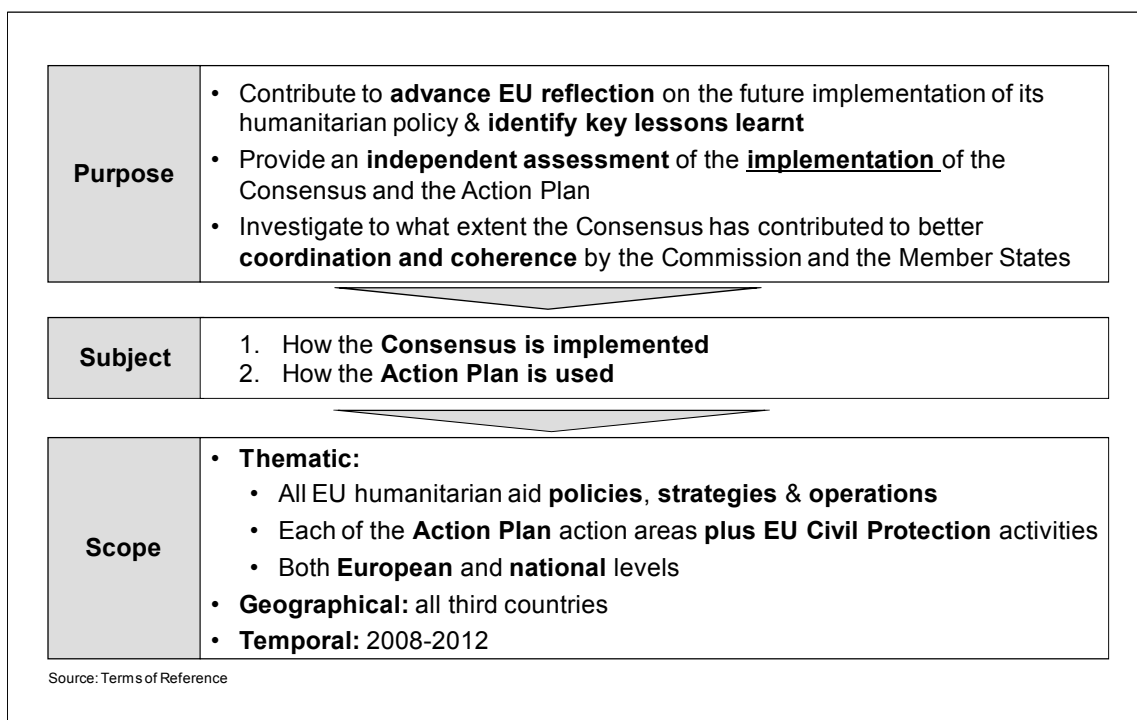 Purpose
• Contribute to advance EU reflection on the future implementation of its
humanitarian policy & identify key lessons learnt
• Provide an independent assessment of the implementation of the
Consensus and the Action Plan
• Investigate to what extent the Consensus has contributed to better
coordination and coherence by the Commission and the Member States
Subject
1. How the Consensus is implemented
2. How the Action Plan is used
Scope
• Thematic:
• All EU humanitarian aid policies, strategies & operations
• Each of the Action Plan action areas plus EU Civil Protection activities
• Both European and national levels
• Geographical: all third countries
• Temporal: 2008-2012
Source: Terms of Reference